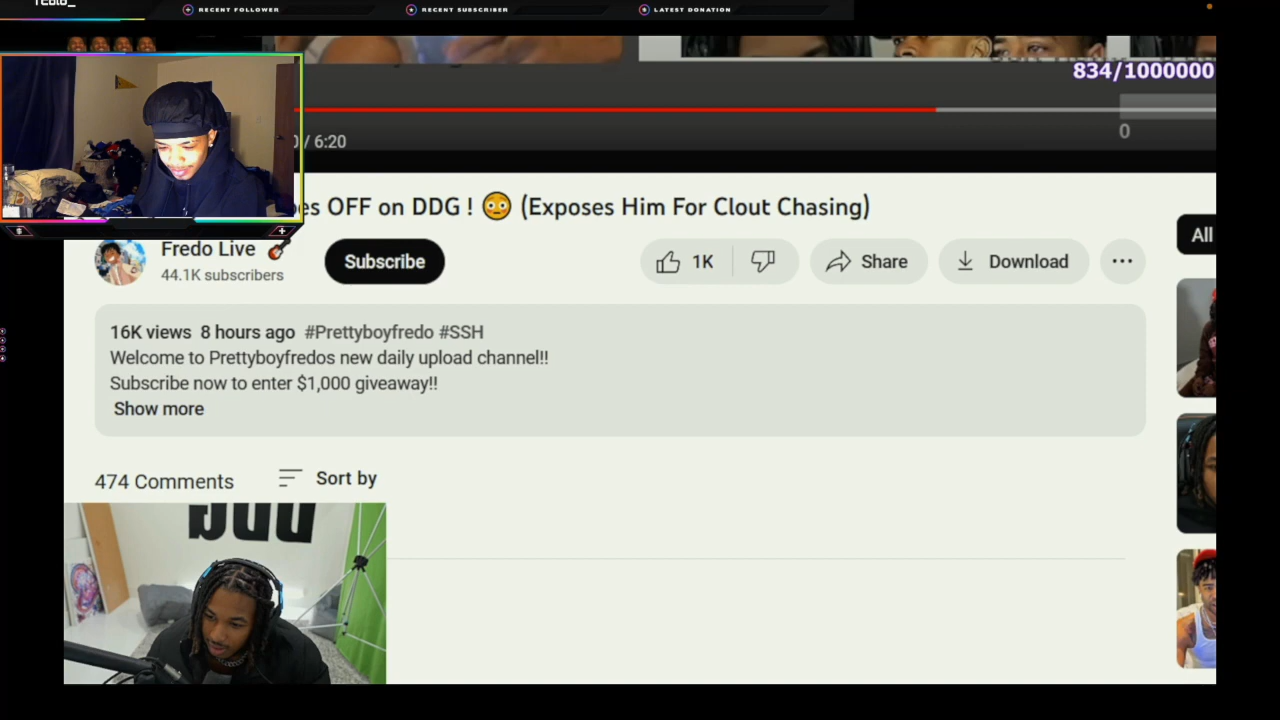 RECENT FOLLOWER
RECENT SUBSCRIBER
LATEST DONATION
834/1000000
/ 6:20
0
OFF on DDG ! 😳 (Exposes Him For Clout Chasing)
Fredo Live 🎸
44.1K subscribers
Subscribe
1K
Share
Download
All
16K views 8 hours ago #Prettyboyfredo #SSH
Welcome to Prettyboyfredos new daily upload channel!!
Subscribe now to enter $1,000 giveaway!!
Show more
474 Comments
Sort by
DDG